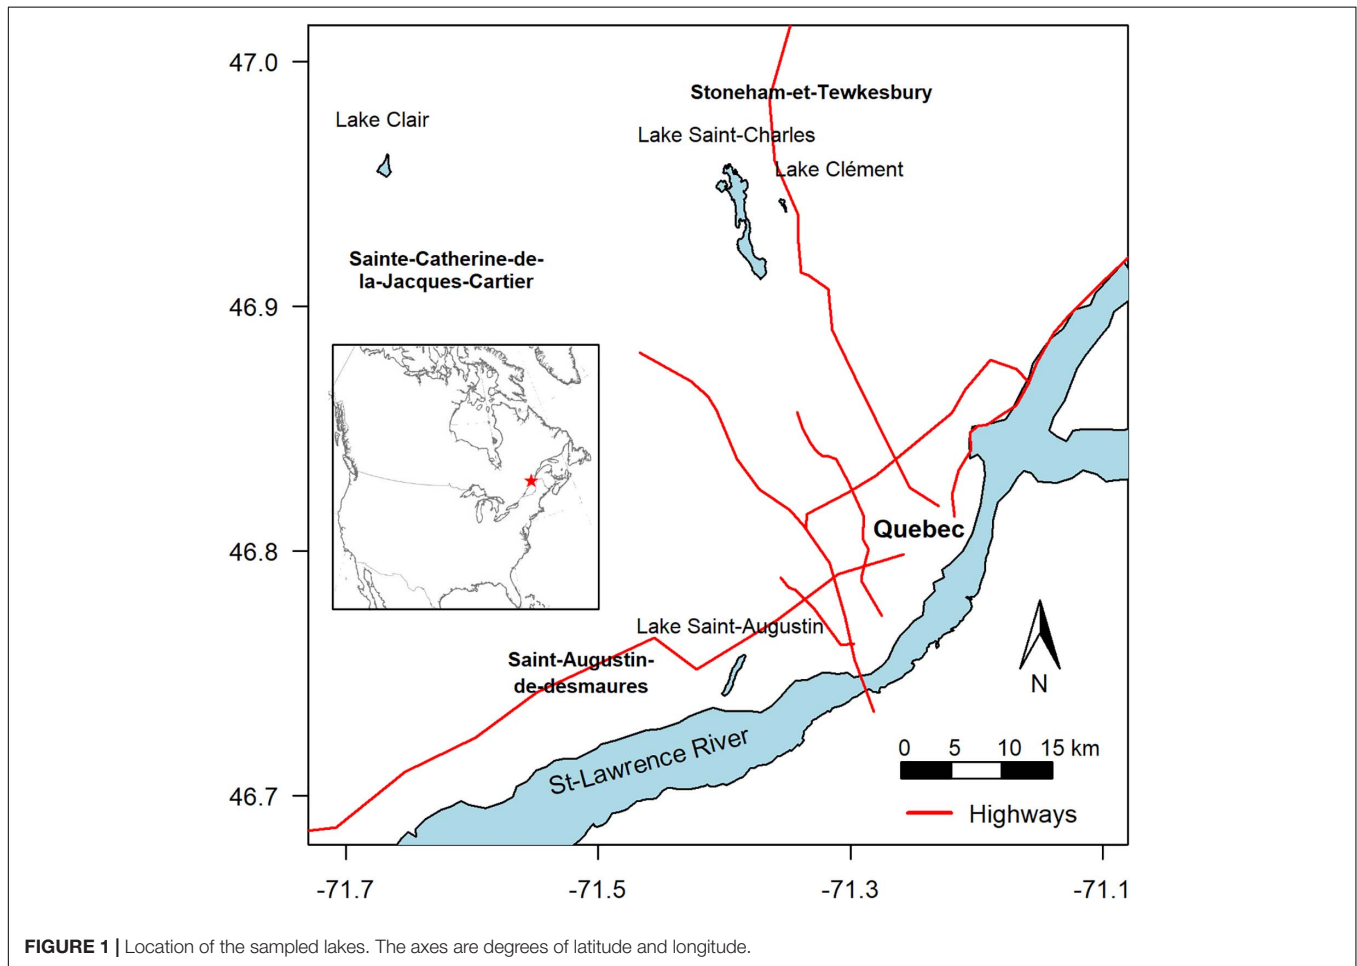 47.0
Stoneham-et-Tewkesbury
Lake Clair
Lake Saint-Charles
Lake Clément
Sainte-Catherine-de-
la-Jacques-Cartier
46.9
Quebec
46.8
Lake Saint-Augustin
Saint-Augustin-
de-desmaures
N
St-Lawrence River
0 5 10 15 km
46.7
Highways
-71.7 -71.5 -71.3 -71.1
FIGURE 1 | Location of the sampled lakes. The axes are degrees of latitude and longitude.